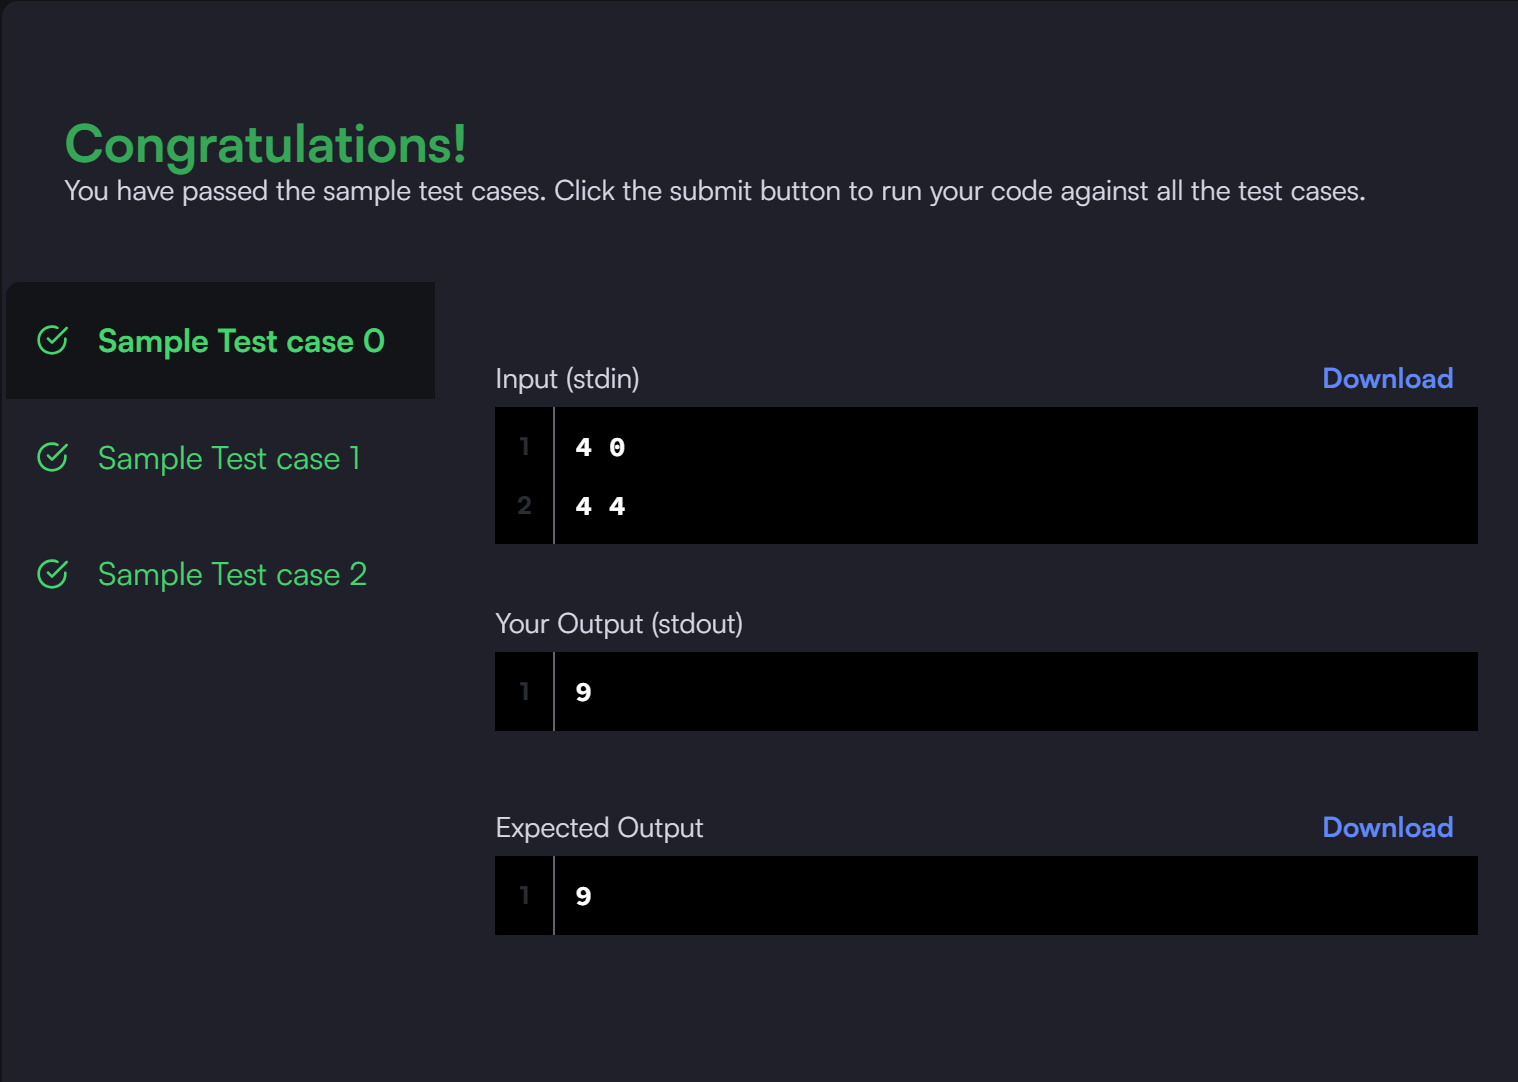 Congratulations!
You have passed the sample test cases. Click the submit button to run your code against all the test cases.
Sample Test case 0
Sample Test case 1
Sample Test case 2
Input (stdin)
Download
1 4 0
2 4 4
Your Output (stdout)
1 9
Expected Output
Download
1 9